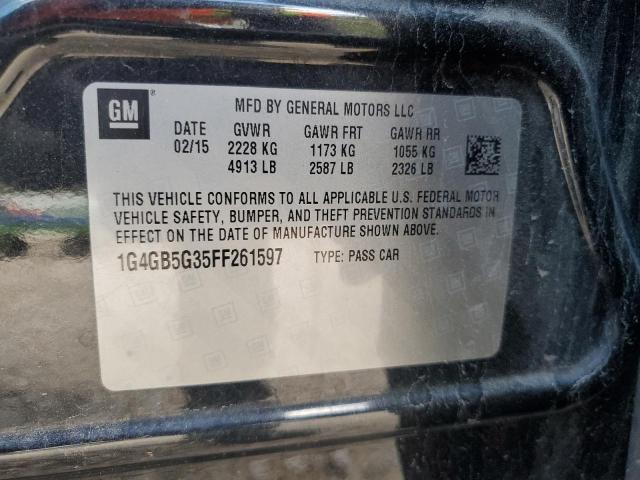 GM ® MFD BY GENERAL MOTORS LLC
DATE GVWR GAWR FRT GAWR RR
02/15 2228 KG 1173 KG 1055 KG
4913 LB 2587 LB 2326 LB
THIS VEHICLE CONFORMS TO ALL APPLICABLE U.S. FEDERAL MOTOR
VEHICLE SAFETY, BUMPER, AND THEFT PREVENTION STANDARDS IN
EFFECT ON THE DATE OF MANUFACTURE SHOWN ABOVE.
1G4GB5G35FF261597 TYPE: PASS CAR